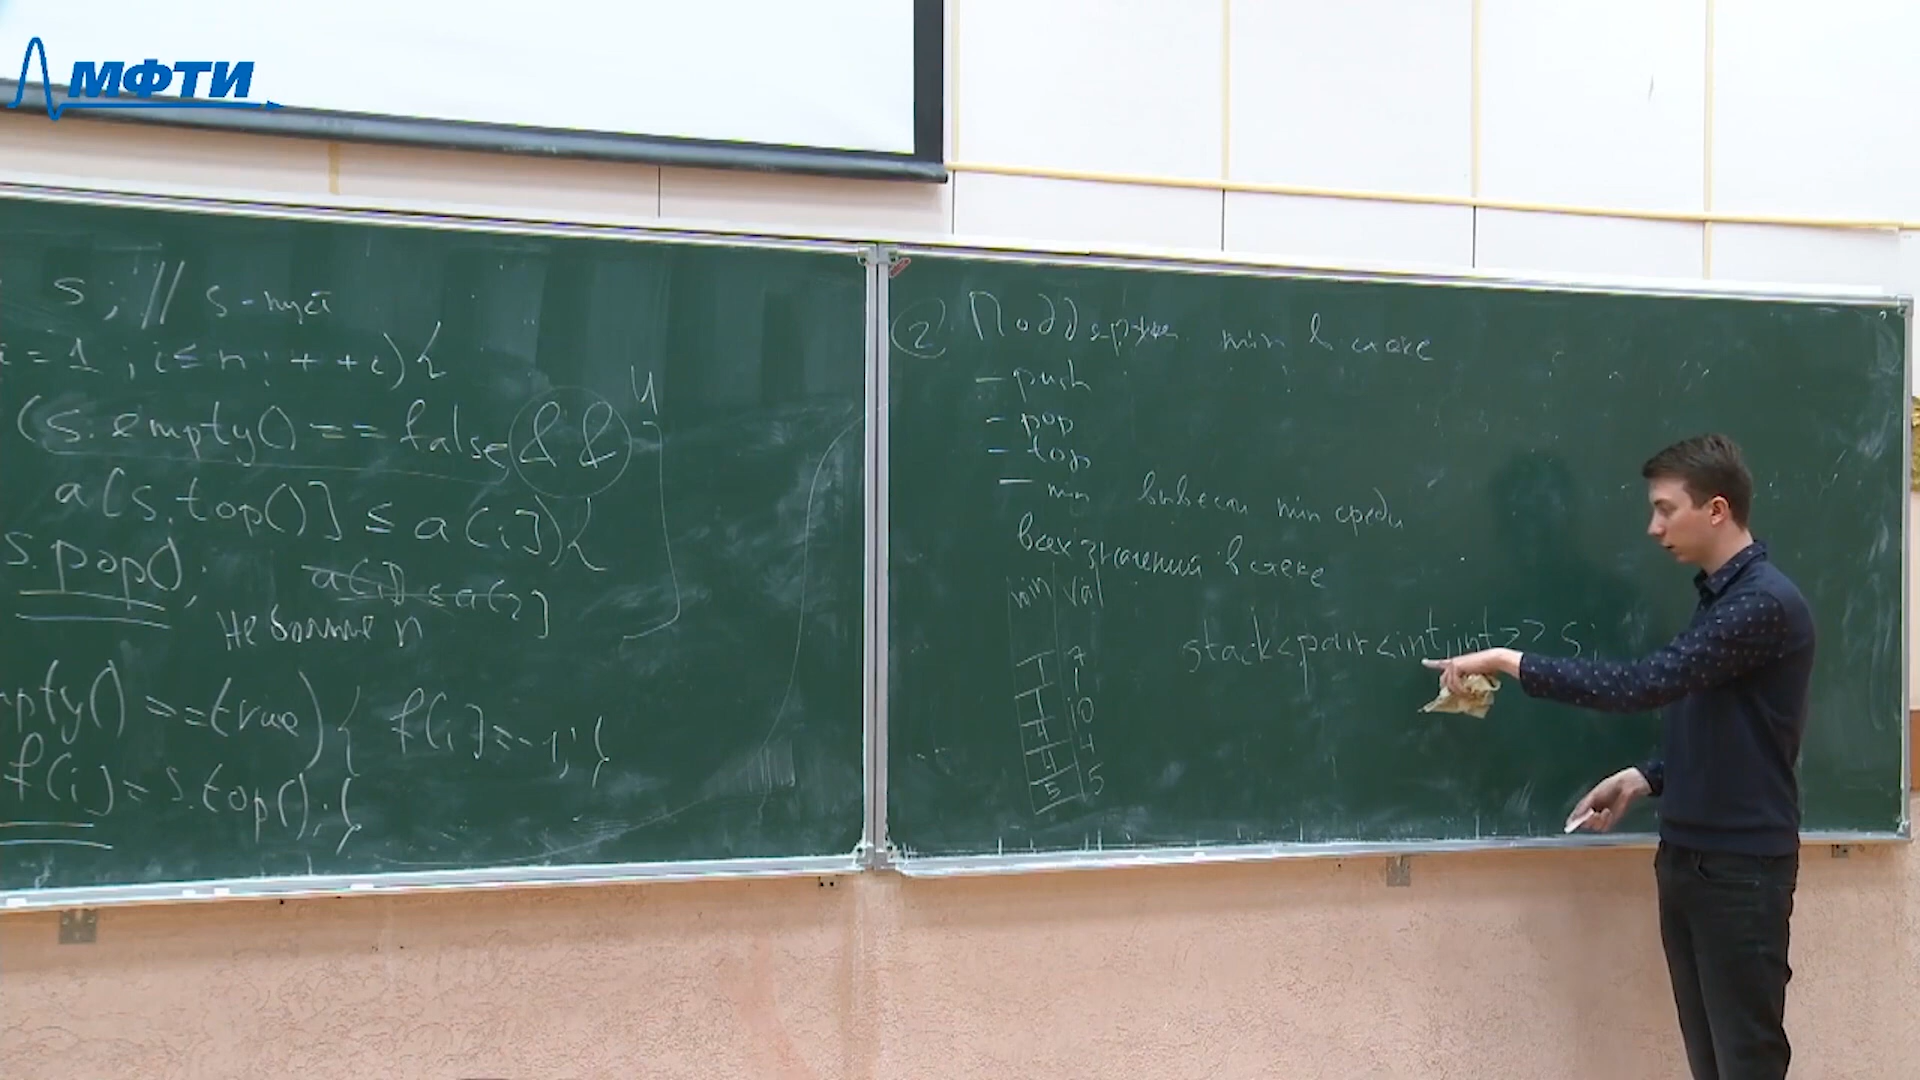 МФТИ
s; // s - пуст
i = 1; i ≤ n; ++i) {
(s.empty() == false &&
a[s.top()] ≤ a[i]) {
s.pop();
a[1] ≤ a[2]
не больше n
mpty() == true) { f[i] = -1; }
f[i] = s.top(); }
② Поддержка min в стеке
- push
- pop
- top
- min вывести min среди
всех значений в стеке
min val
stack<pair<int, int>> s;
1 7
1 1
4 10
4 4
5 5